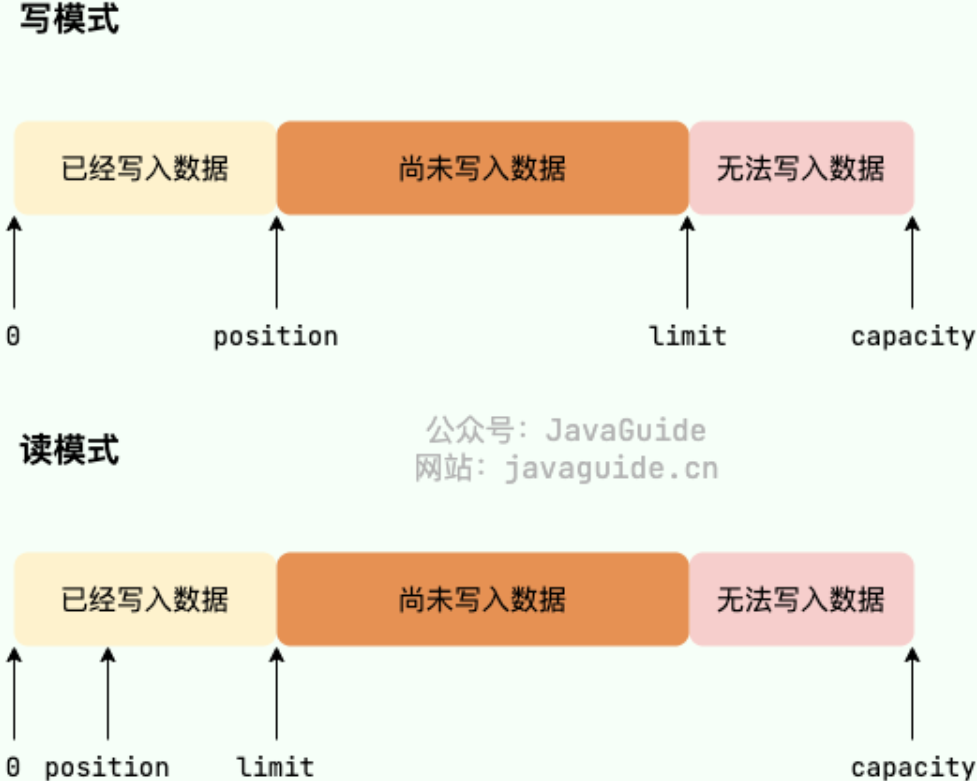 写模式
已经写入数据 尚未写入数据 无法写入数据
0 position limit capacity
公众号：JavaGuide
读模式
网站：javaguide.cn
已经写入数据 尚未写入数据 无法写入数据
0 position limit capacity